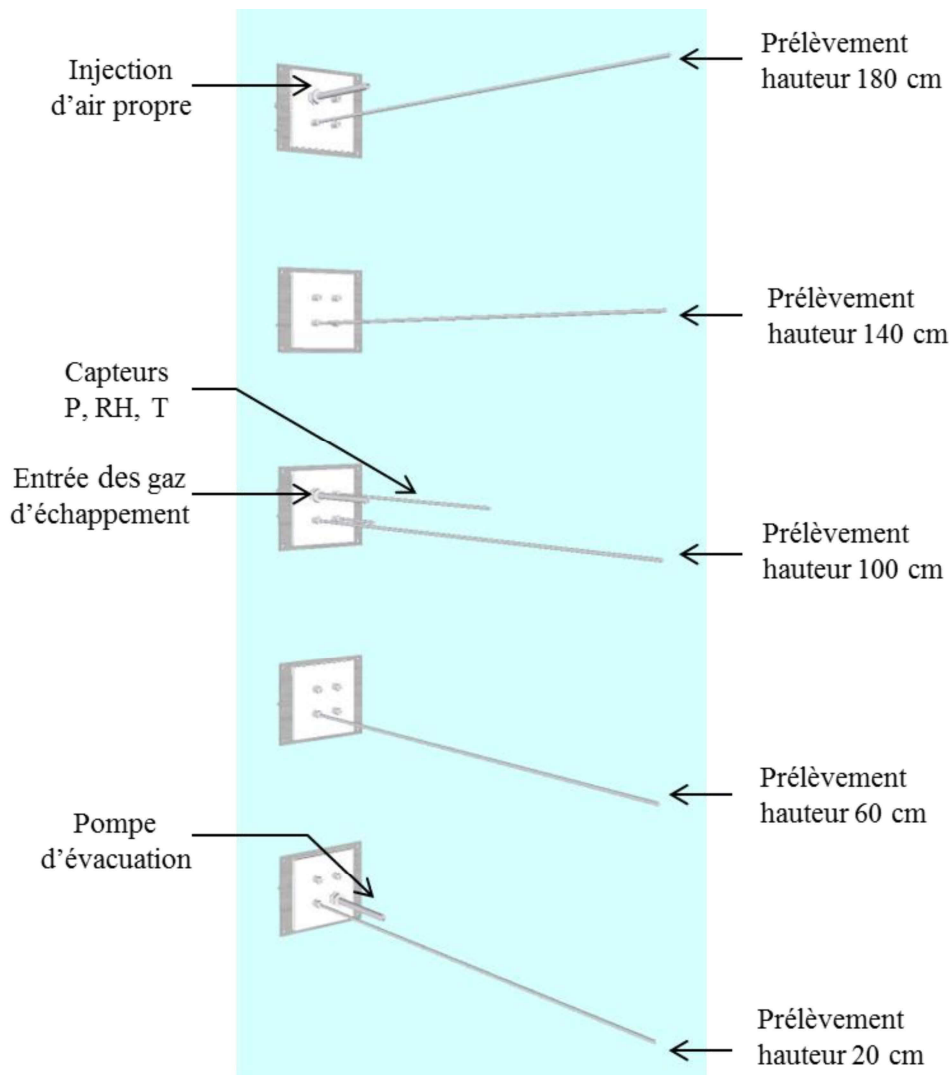 Injection
d'air propre
Prélèvement
hauteur 180 cm
Prélèvement
hauteur 140 cm
Capteurs
P, RH, T
Entrée des gaz
d'échappement
Prélèvement
hauteur 100 cm
Prélèvement
hauteur 60 cm
Pompe
d'évacuation
Prélèvement
hauteur 20 cm